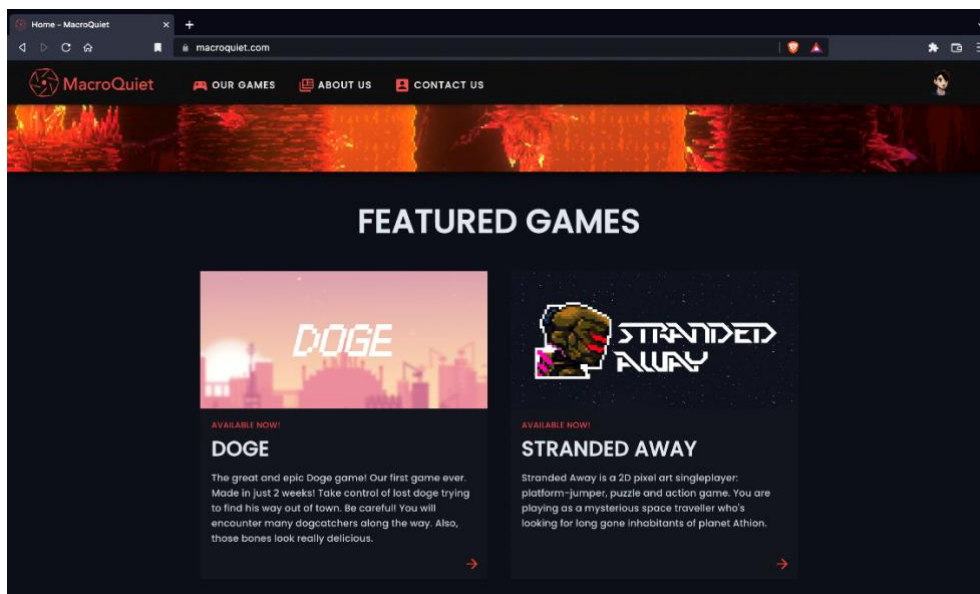 Home - MacroQuiet
macroquiet.com
MacroQuiet
OUR GAMES
ABOUT US
CONTACT US
FEATURED GAMES
DOGE
STRANDED
AWAY
AVAILABLE NOW!
DOGE
The great and epic Doge game! Our first game ever.
Made in just 2 weeks! Take control of lost doge trying
to find his way out of town. Be careful! You will
encounter many dogcatchers along the way. Also,
those bones look really delicious.
AVAILABLE NOW!
STRANDED AWAY
Stranded Away is a 2D pixel art singleplayer:
platform-jumper, puzzle and action game. You are
playing as a mysterious space traveller who's
looking for long gone inhabitants of planet Athion.